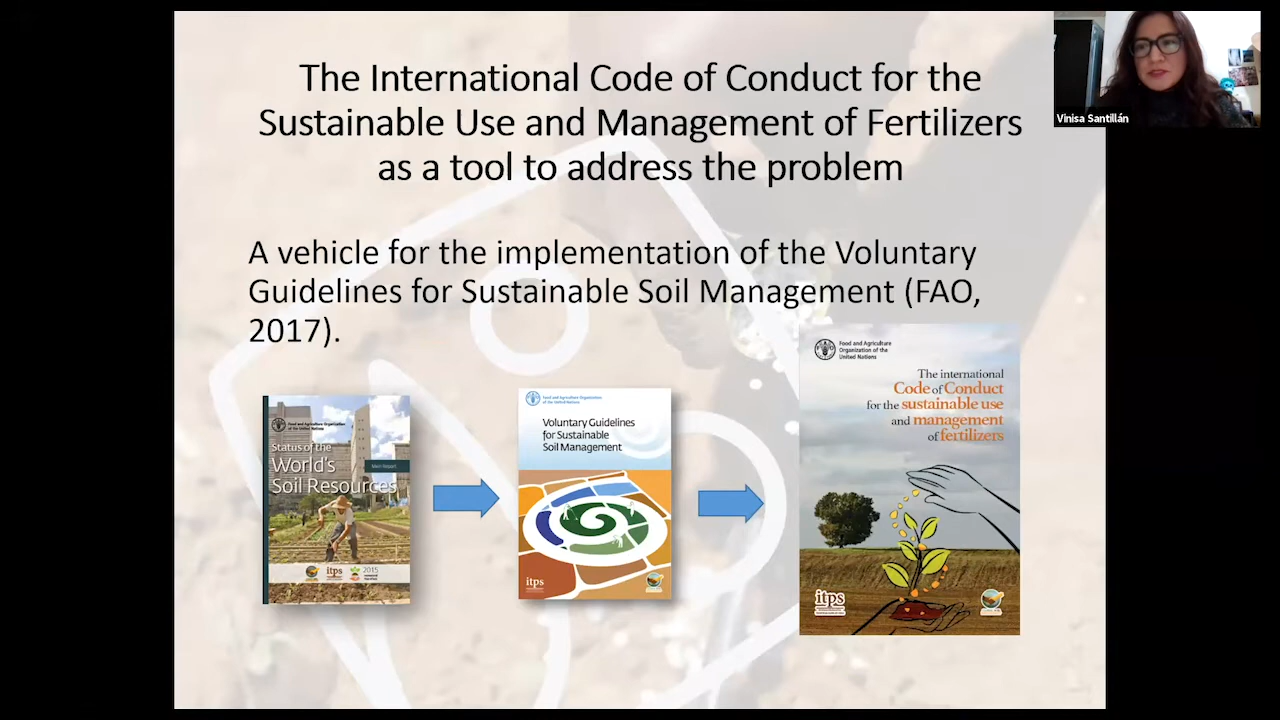 The International Code of Conduct for the
Sustainable Use and Management of Fertilizers
as a tool to address the problem
Vinisa Santillán
A vehicle for the implementation of the Voluntary
Guidelines for Sustainable Soil Management (FAO,
2017).
Food and Agriculture Organization
of the United Nations
Status of the
World's
Soil Resources
Main Report
itps
2015
Food and Agriculture Organization
of the United Nations
Voluntary Guidelines
for Sustainable
Soil Management
itps
Food and Agriculture
Organization of the
United Nations
The international
Code of Conduct
for the sustainable use
and management
of fertilizers
itps